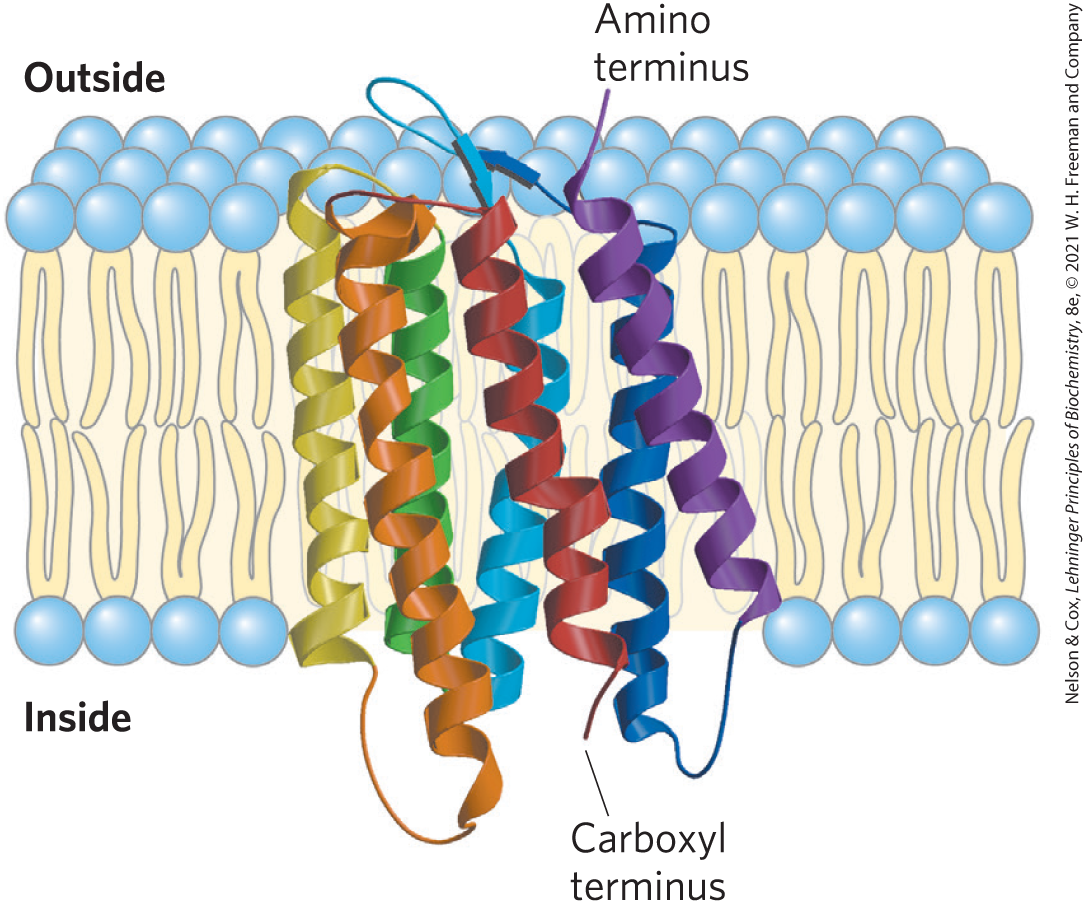 Amino
terminus
Outside
Inside
Carboxyl
terminus
Nelson & Cox, Lehninger Principles of Biochemistry, 8e, © 2021 W. H. Freeman and Company